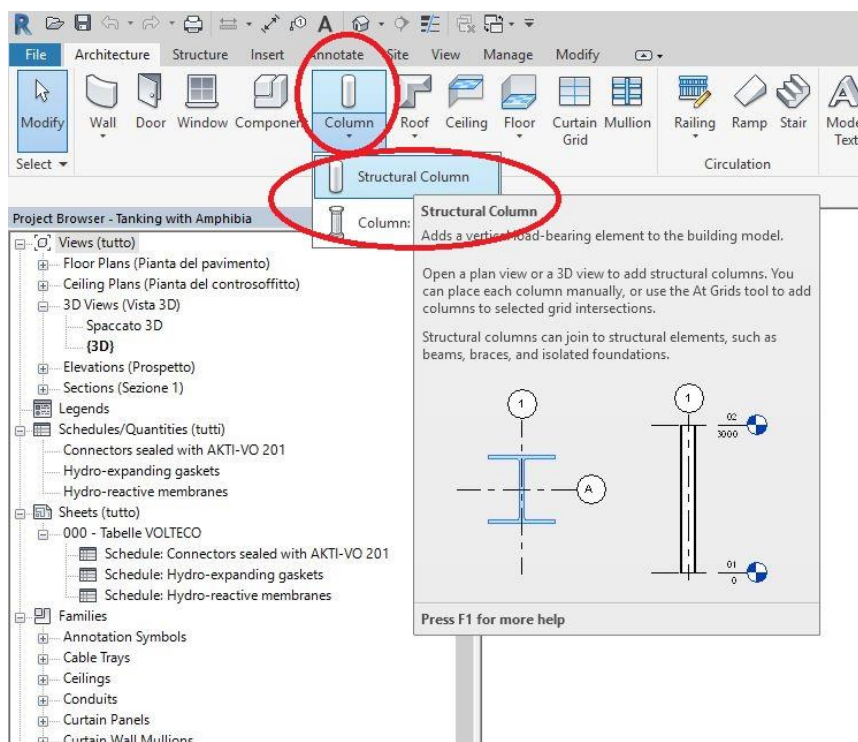 R A
File Architecture Structure Insert Annotate Site View Manage Modify
Modify Wall Door Window Component Column Roof Ceiling Floor Curtain Grid Mullion Railing Ramp Stair Model Text
Select Circulation
Structural Column
Column:
Project Browser - Tanking with Amphibia
Views (tutto)
Floor Plans (Pianta del pavimento)
Ceiling Plans (Pianta del controsoffitto)
3D Views (Vista 3D)
Spaccato 3D
{3D}
Elevations (Prospetto)
Sections (Sezione 1)
Legends
Schedules/Quantities (tutti)
Connectors sealed with AKTI-VO 201
Hydro-expanding gaskets
Hydro-reactive membranes
Sheets (tutto)
000 - Tabelle VOLTECO
Schedule: Connectors sealed with AKTI-VO 201
Schedule: Hydro-expanding gaskets
Schedule: Hydro-reactive membranes
Families
Annotation Symbols
Cable Trays
Ceilings
Conduits
Curtain Panels
Curtain Wall Mullions
Structural Column
Adds a vertical load-bearing element to the building model.
Open a plan view or a 3D view to add structural columns. You
can place each column manually, or use the At Grids tool to add
columns to selected grid intersections.
Structural columns can join to structural elements, such as
beams, braces, and isolated foundations.
1
A
1
02
3000
01
0
Press F1 for more help